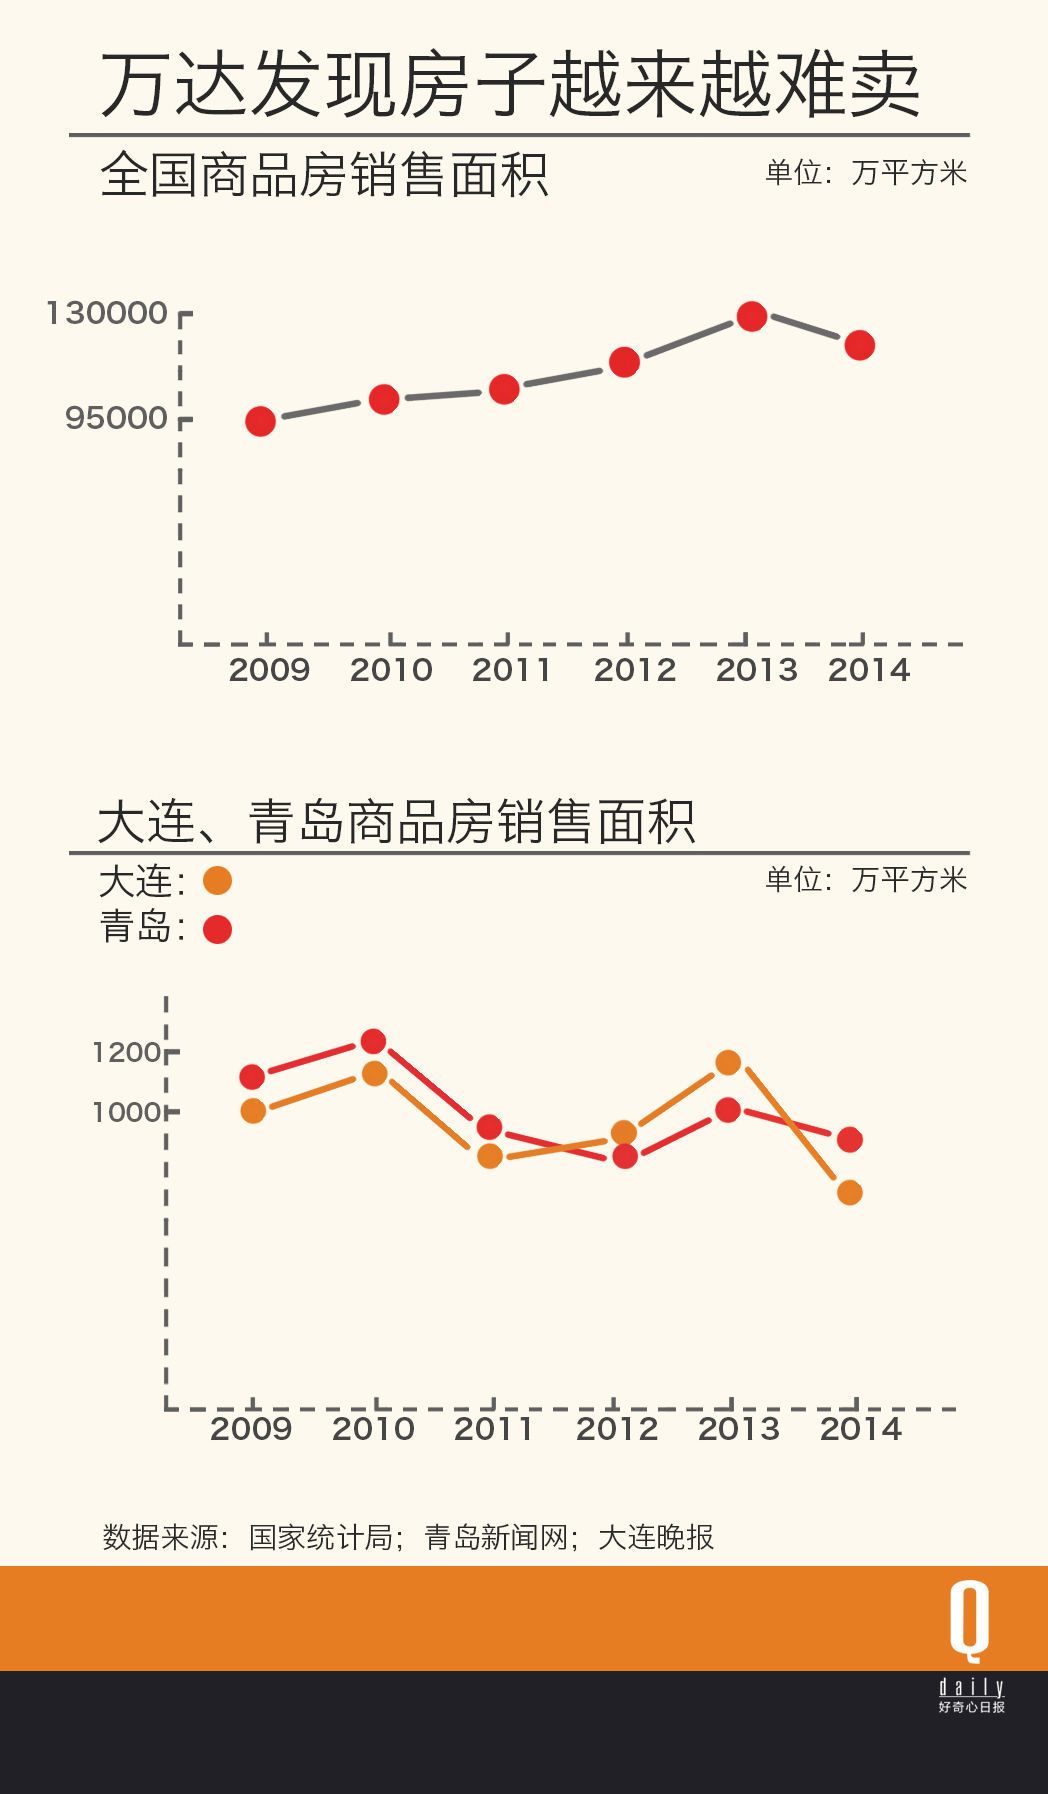 万达发现房子越来越难卖
全国商品房销售面积
单位：万平方米
130000
95000
2009 2010 2011 2012 2013 2014
大连、青岛商品房销售面积
大连：
单位：万平方米
青岛：
1200
1000
2009 2010 2011 2012 2013 2014
数据来源：国家统计局；青岛新闻网；大连晚报
Q
daily
好奇心日报